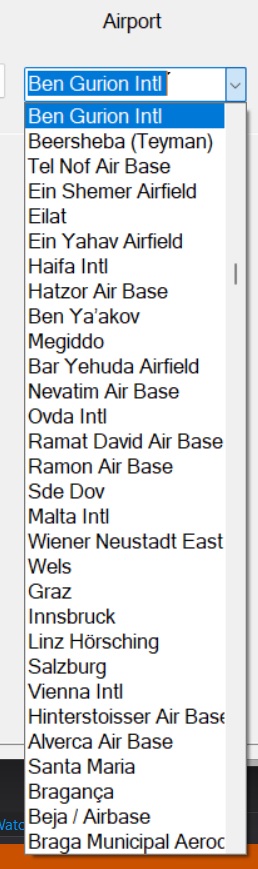 Airport
Ben Gurion Intl
Ben Gurion Intl
Beersheba (Teyman)
Tel Nof Air Base
Ein Shemer Airfield
Eilat
Ein Yahav Airfield
Haifa Intl
Hatzor Air Base
Ben Ya'akov
Megiddo
Bar Yehuda Airfield
Nevatim Air Base
Ovda Intl
Ramat David Air Base
Ramon Air Base
Sde Dov
Malta Intl
Wiener Neustadt East
Wels
Graz
Innsbruck
Linz Hörsching
Salzburg
Vienna Intl
Hinterstoisser Air Base
Alverca Air Base
Santa Maria
Bragança
Beja / Airbase
Braga Municipal Aeroc